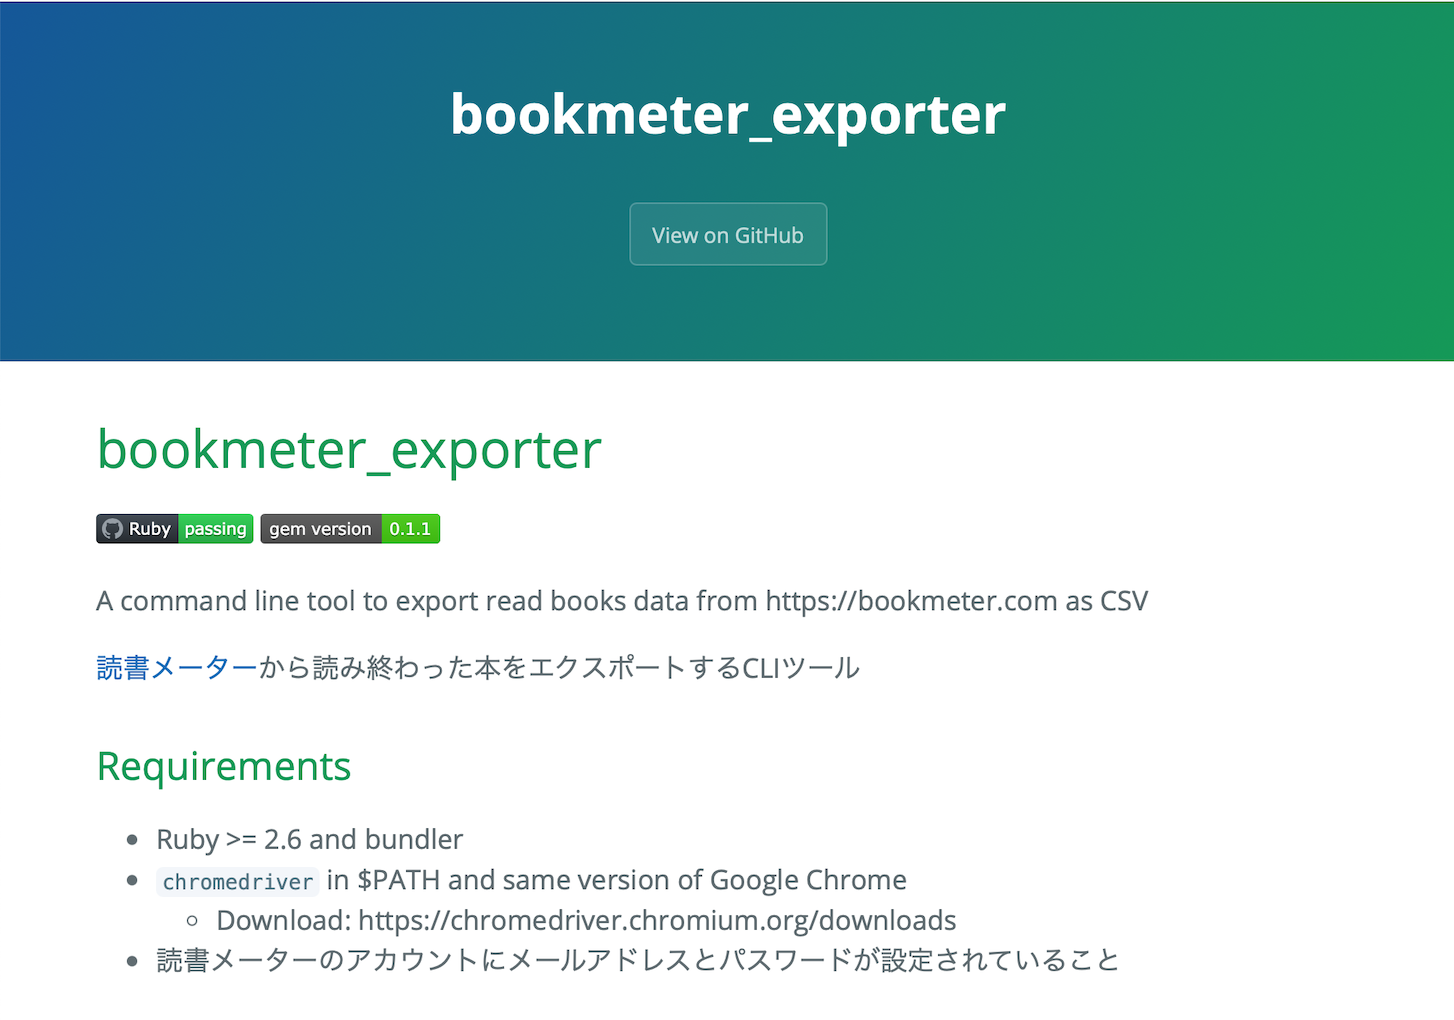 bookmeter_exporter
View on GitHub
bookmeter_exporter
Ruby passing gem version 0.1.1
A command line tool to export read books data from https://bookmeter.com as CSV
読書メーターから読み終わった本をエクスポートするCLIツール
Requirements
Ruby >= 2.6 and bundler
chromedriver in $PATH and same version of Google Chrome
Download: https://chromedriver.chromium.org/downloads
読書メーターのアカウントにメールアドレスとパスワードが設定されていること